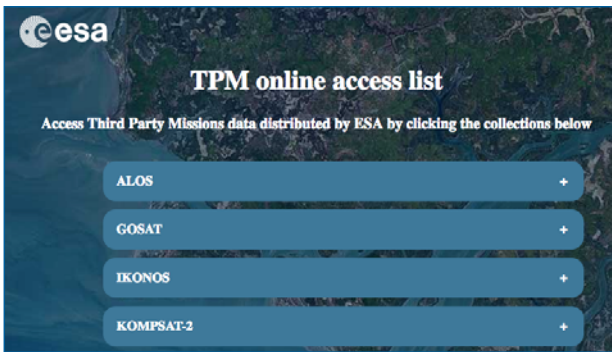 esa
TPM online access list
Access Third Party Missions data distributed by ESA by clicking the collections below
ALOS +
GOSAT +
IKONOS +
KOMPSAT-2 +